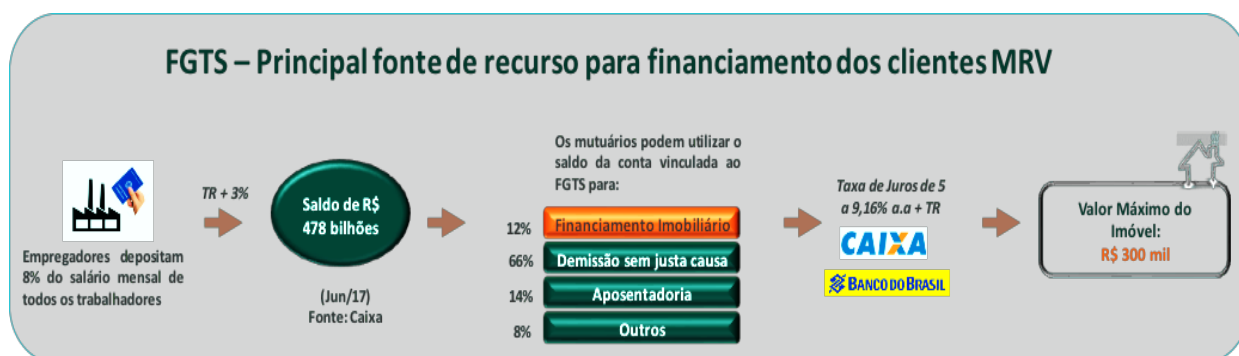 FGTS – Principal fonte de recurso para financiamento dos clientes MRV
Empregadores depositam
8% do salário mensal de
todos os trabalhadores
TR + 3%
Saldo de R$
478 bilhões
(Jun/17)
Fonte: Caixa
Os mutuários podem utilizar o
saldo da conta vinculada ao
FGTS para:
12% Financiamento Imobiliário
66% Demissão sem justa causa
14% Aposentadoria
8% Outros
Taxa de Juros de 5
a 9,16% a.a + TR
CAIXA
BANCO DO BRASIL
Valor Máximo do
Imóvel:
R$ 300 mil